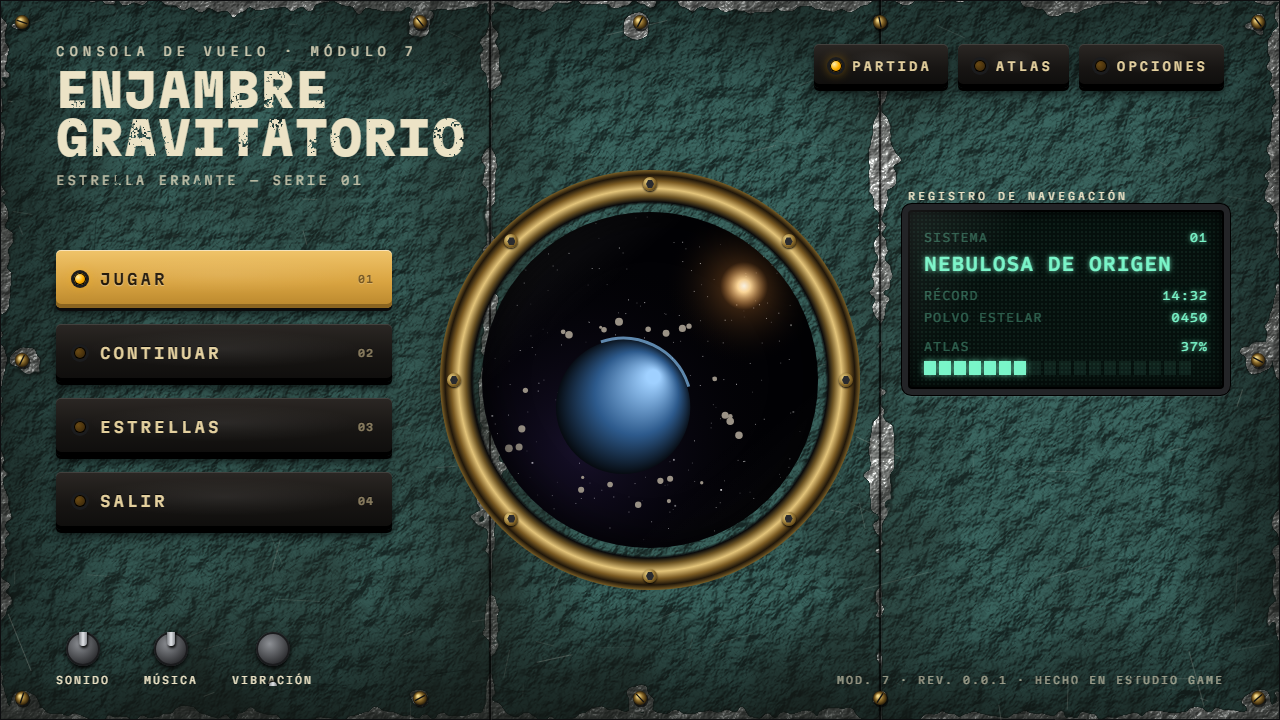 CONSOLA DE VUELO · MÓDULO 7
ENJAMBRE
GRAVITATORIO
ESTRELLA ERRANTE — SERIE 01
PARTIDA
ATLAS
OPCIONES
JUGAR 01
CONTINUAR 02
ESTRELLAS 03
SALIR 04
REGISTRO DE NAVEGACIÓN
SISTEMA 01
NEBULOSA DE ORIGEN
RÉCORD 14:32
POLVO ESTELAR 0450
ATLAS 37%
SONIDO
MÚSICA
VIBRACIÓN
MOD. 7 · REV. 0.0.1 · HECHO EN ESTUDIO GAME